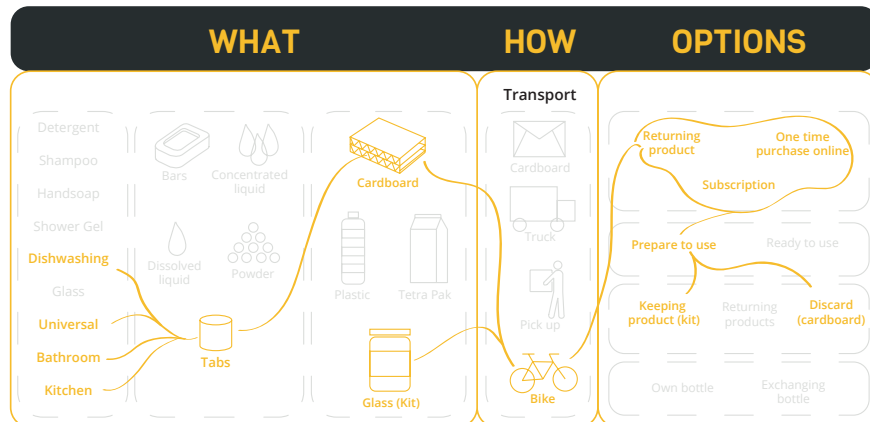 WHAT
HOW
OPTIONS
Detergent
Shampoo
Handsoap
Shower Gel
Dishwashing
Glass
Universal
Bathroom
Kitchen
Bars
Concentrated
liquid
Dissolved
liquid
Powder
Tabs
Cardboard
Plastic
Tetra Pak
Glass (Kit)
Transport
Cardboard
Truck
Pick up
Bike
Returning
product
One time
purchase online
Subscription
Prepare to use
Ready to use
Keeping
product (kit)
Returning
products
Discard
(cardboard)
Own bottle
Exchanging
bottle